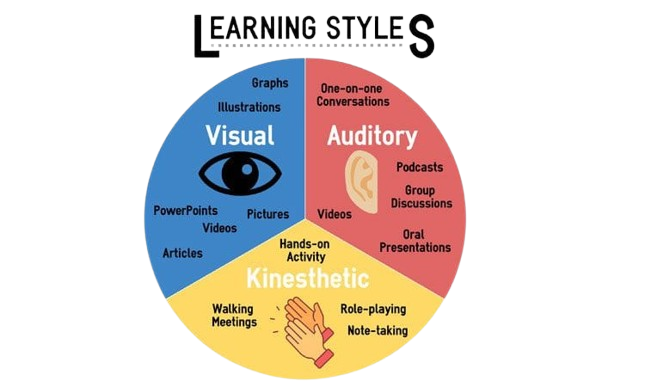 LEARNING STYLES
Graphs
Illustrations
Visual
PowerPoints
Videos
Pictures
Articles
One-on-one
Conversations
Auditory
Podcasts
Group
Discussions
Videos
Oral
Presentations
Hands-on
Activity
Kinesthetic
Walking
Meetings
Role-playing
Note-taking